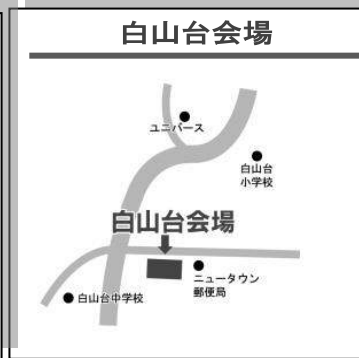 白山台会場
ユニバース
白山台
小学校
白山台会場
ニュータウン
郵便局
白山台中学校